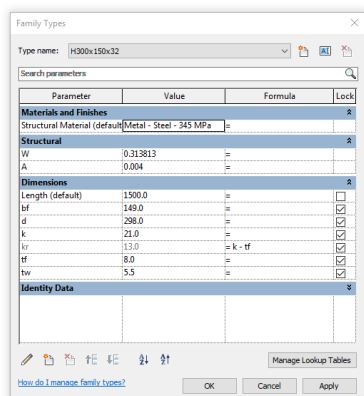 Family Types
Type name: H300x150x32
Search parameters
Parameter Value Formula Lock
Materials and Finishes
Structural Material (default Metal - Steel - 345 MPa =
Structural
W 0.313813 =
A 0.004 =
Dimensions
Length (default) 1500.0 =
bf 149.0 =
d 298.0 =
k 21.0 =
kr 13.0 = k - tf
tf 8.0 =
tw 5.5 =
Identity Data
Manage Lookup Tables
How do I manage family types? OK Cancel Apply